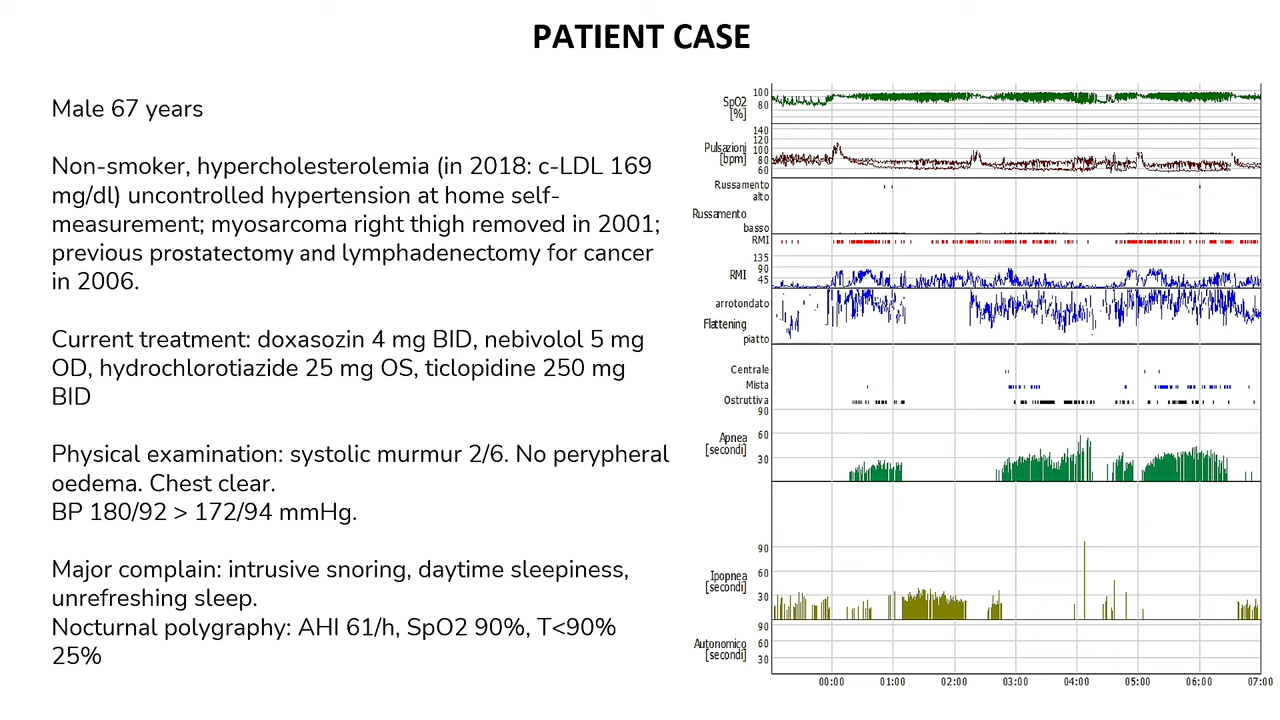 PATIENT CASE
Male 67 years
Non-smoker, hypercholesterolemia (in 2018: c-LDL 169
mg/dl) uncontrolled hypertension at home self-
measurement; myosarcoma right thigh removed in 2001;
previous prostatectomy and lymphadenectomy for cancer
in 2006.
Current treatment: doxasozin 4 mg BID, nebivolol 5 mg
OD, hydrochlorotiazide 25 mg OS, ticlopidine 250 mg
BID
Physical examination: systolic murmur 2/6. No perypheral
oedema. Chest clear.
BP 180/92 > 172/94 mmHg.
Major complain: intrusive snoring, daytime sleepiness,
unrefreshing sleep.
Nocturnal polygraphy: AHI 61/h, SpO2 90%, T<90%
25%
SpO2
[%]
100
80
Pulsazioni
[bpm]
140
120
100
80
60
Russamento
alto
Russamento
basso
RMI
135
RMI
90
45
arrotondato
Flattening
piatto
Centrale
Mista
Ostruttiva
90
Apnea
[secondi]
60
30
90
Ipopnea
[secondi]
60
30
90
Autonomico
[secondi]
60
30
00:00 01:00 02:00 03:00 04:00 05:00 06:00 07:00